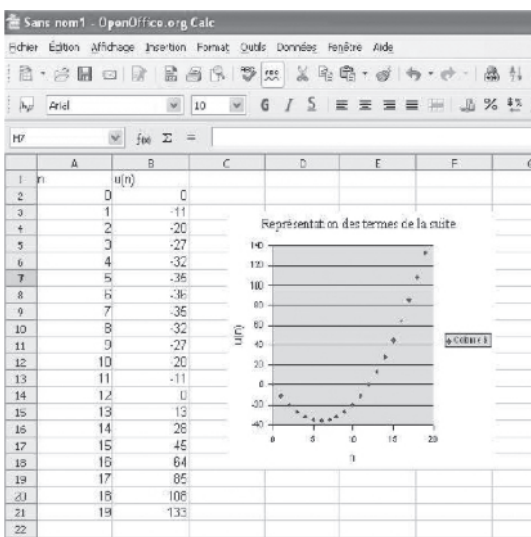 Sans nom1 - OpenOffice.org Calc
Fichier Édition Affichage Insertion Format Outils Données Fenêtre Aide
Arial 10 G I S
H7 f(x) Σ =
A B C D E F
1 n u(n)
2 0 0
3 1 -11
4 2 -20
5 3 -27
6 4 -32
7 5 -35
8 6 -36
9 7 -35
10 8 -32
11 9 -27
12 10 -20
13 11 -11
14 12 0
15 13 13
16 14 28
17 15 45
18 16 64
19 17 85
20 18 108
21 19 133
22
Représentation des termes de la suite
140
120
100
80
60
40
20
0
-20
-40
0 5 10 15 20
u(n)
n
Colonne B